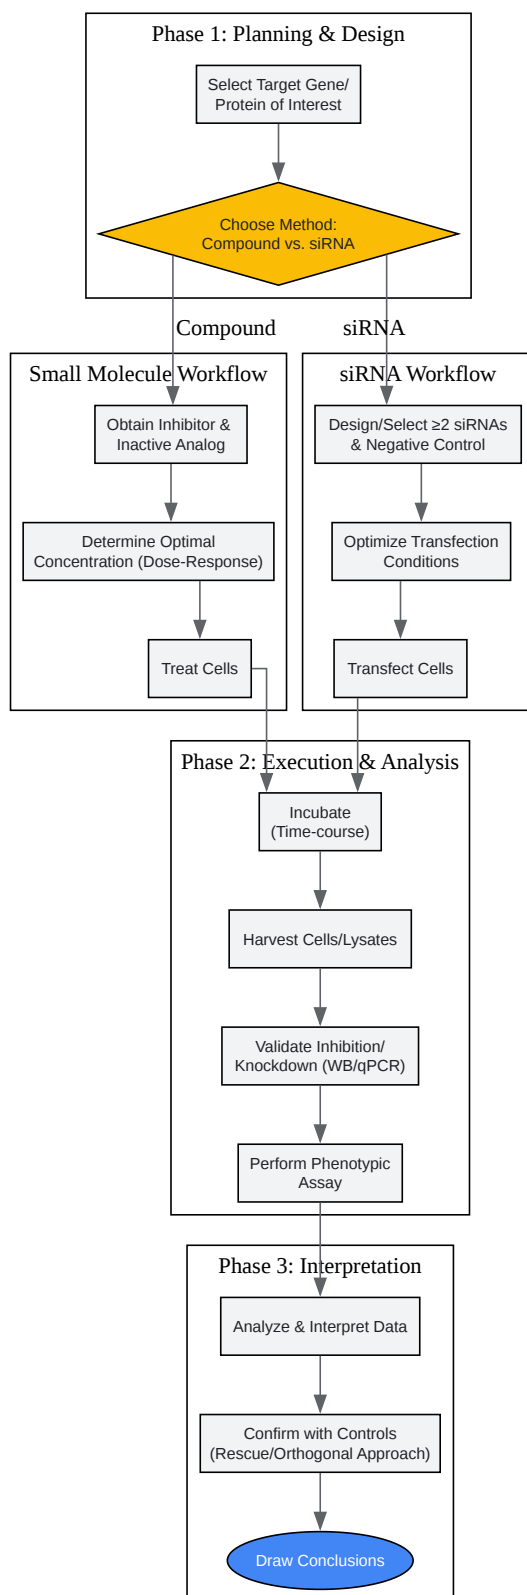 Phase 1: Planning & Design
Select Target Gene/
Protein of Interest
Choose Method:
Compound vs. siRNA
Compound
siRNA
Small Molecule Workflow
Obtain Inhibitor &
Inactive Analog
Determine Optimal
Concentration (Dose-Response)
Treat Cells
siRNA Workflow
Design/Select ≥2 siRNAs
& Negative Control
Optimize Transfection
Conditions
Transfect Cells
Phase 2: Execution & Analysis
Incubate
(Time-course)
Harvest Cells/Lysates
Validate Inhibition/
Knockdown (WB/qPCR)
Perform Phenotypic
Assay
Phase 3: Interpretation
Analyze & Interpret Data
Confirm with Controls
(Rescue/Orthogonal Approach)
Draw Conclusions